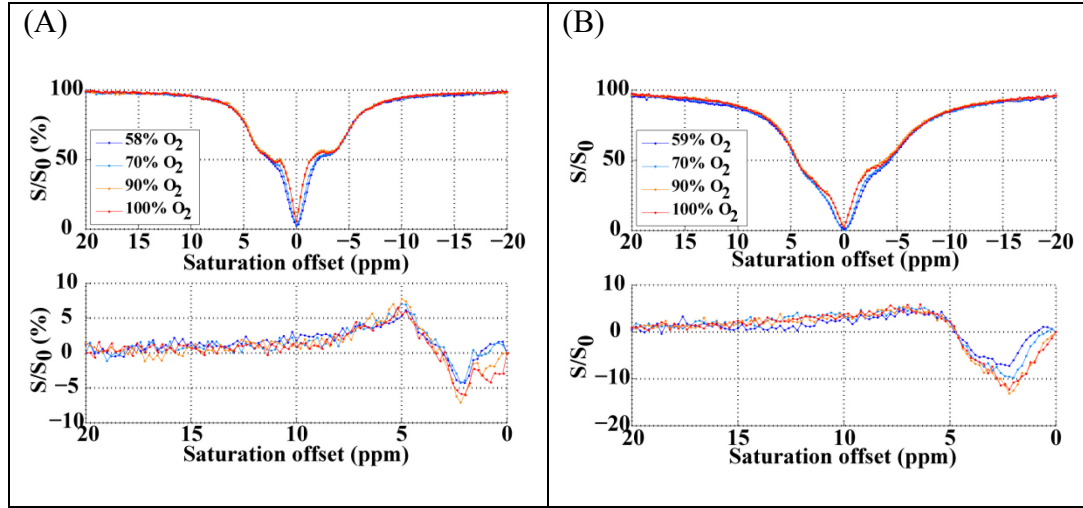 (A)
S/S0 (%)
100
50
0
58% O2
70% O2
90% O2
100% O2
20 15 10 5 0 −5 −10 −15 −20
Saturation offset (ppm)
S/S0 (%)
10
5
0
−5
−10
20 15 10 5 0
Saturation offset (ppm)
(B)
S/S0
100
50
0
59% O2
70% O2
90% O2
100% O2
20 15 10 5 0 −5 −10 −15 −20
Saturation offset (ppm)
S/S0
10
0
−10
−20
20 15 10 5 0
Saturation offset (ppm)